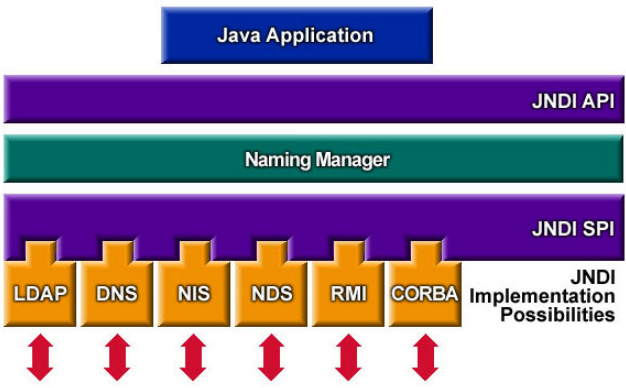 Java Application
JNDI API
Naming Manager
JNDI SPI
LDAP
DNS
NIS
NDS
RMI
CORBA
JNDI
Implementation
Possibilities